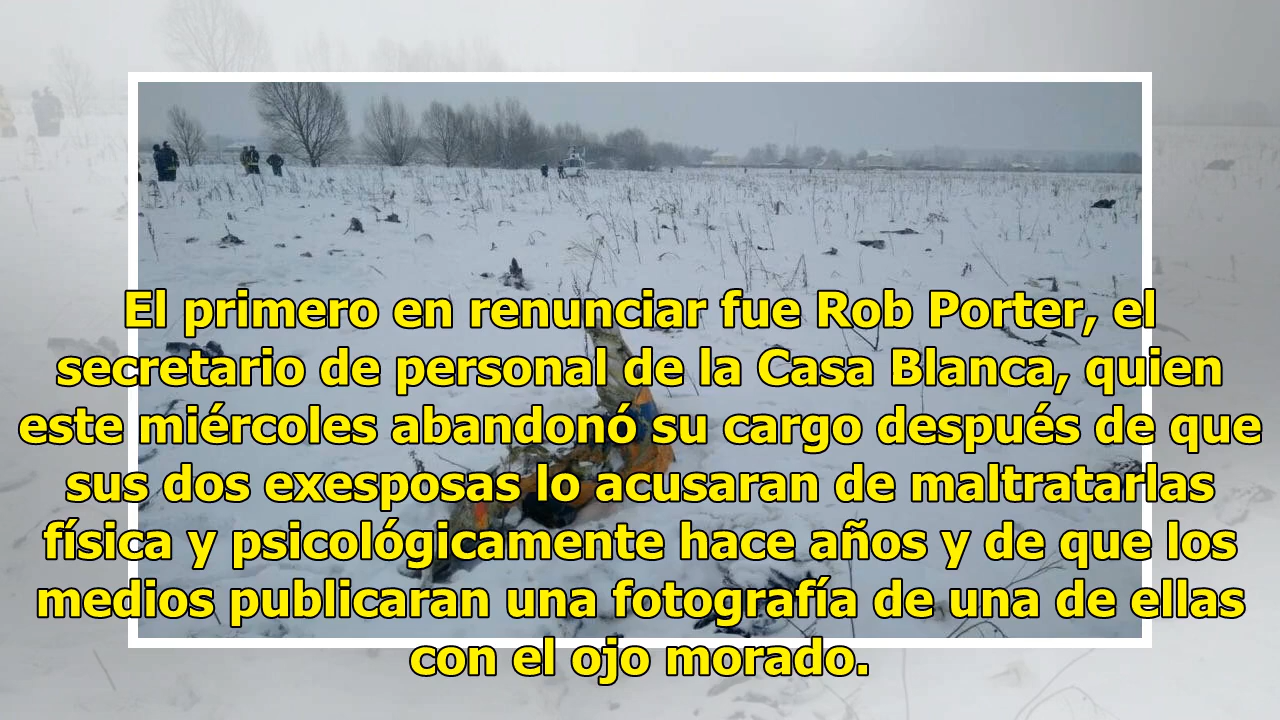 El primero en renunciar fue Rob Porter, el
secretario de personal de la Casa Blanca, quien
este miércoles abandonó su cargo después de que
sus dos exesposas lo acusaran de maltratarlas
física y psicológicamente hace años y de que los
medios publicaran una fotografía de una de ellas
con el ojo morado.